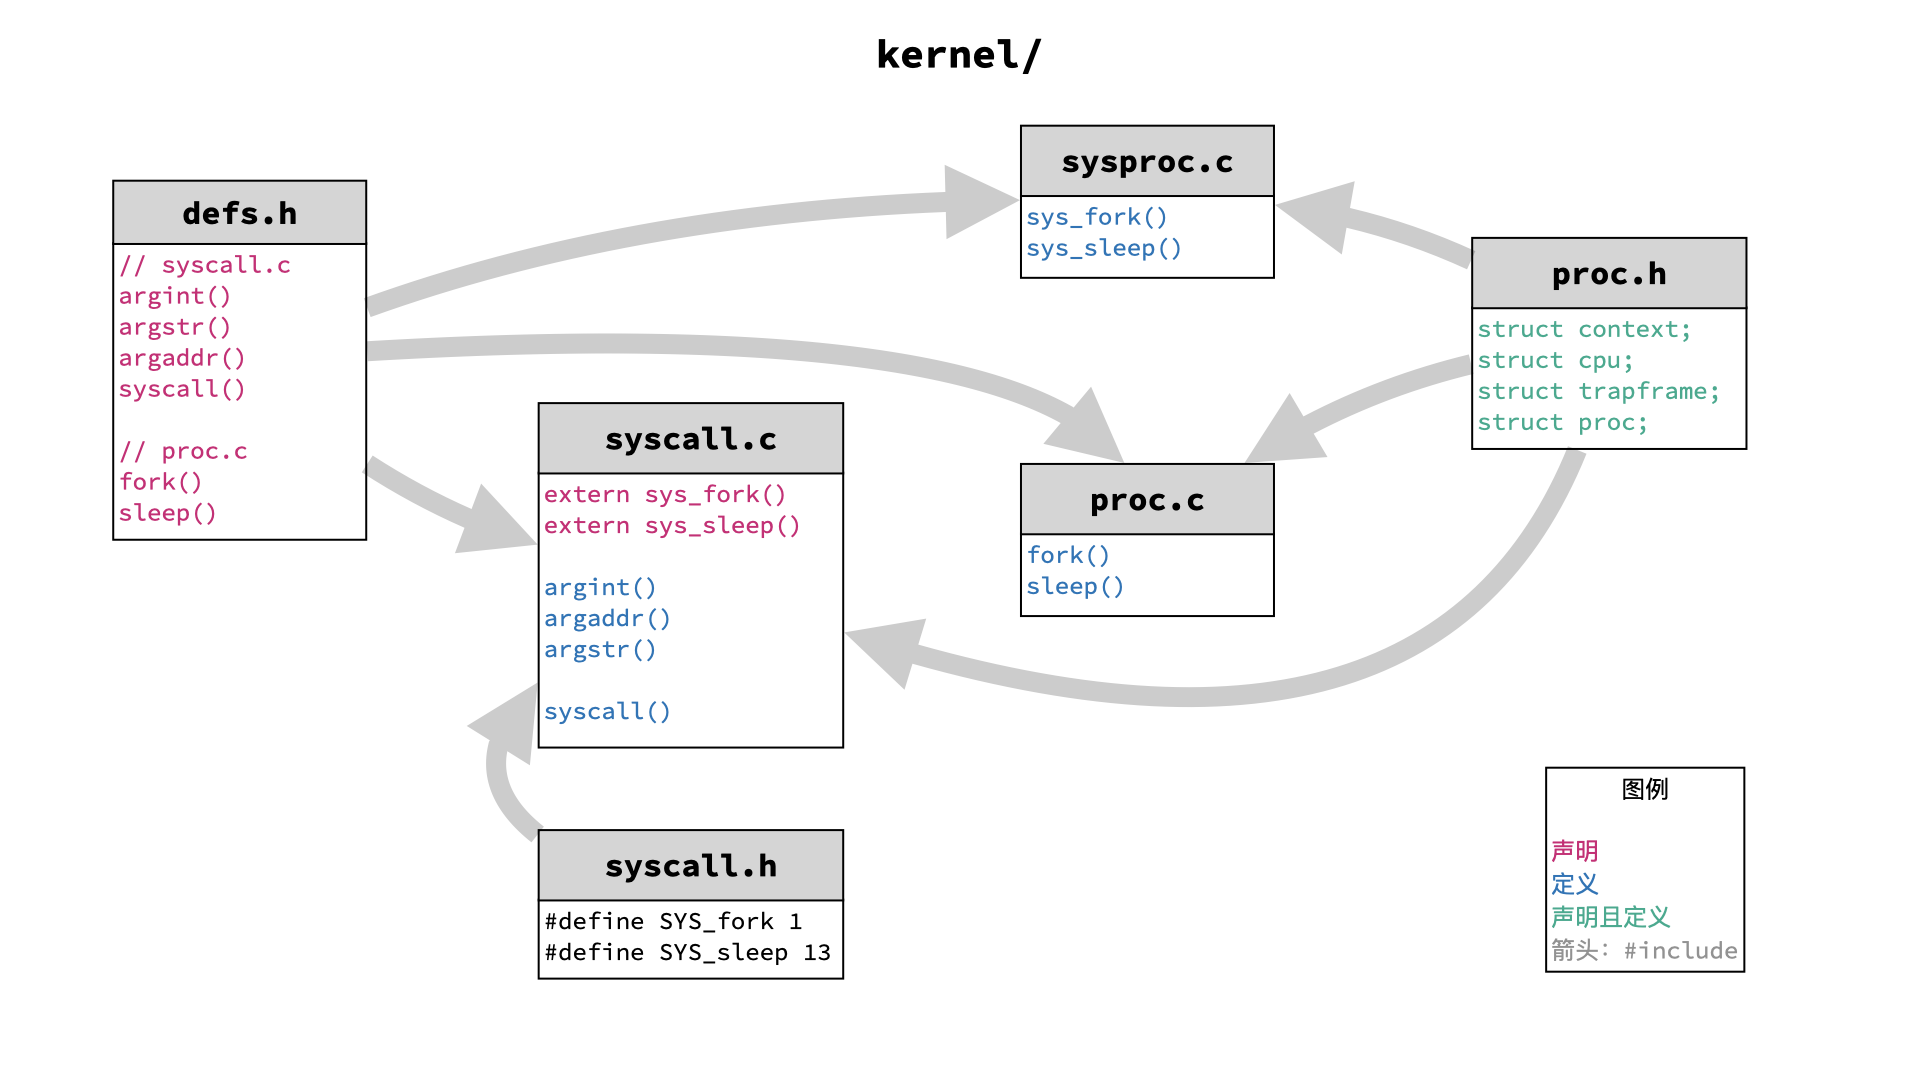 kernel/
defs.h
// syscall.c
argint()
argstr()
argaddr()
syscall()
// proc.c
fork()
sleep()
syscall.c
extern sys_fork()
extern sys_sleep()
argint()
argaddr()
argstr()
syscall()
syscall.h
#define SYS_fork 1
#define SYS_sleep 13
sysproc.c
sys_fork()
sys_sleep()
proc.c
fork()
sleep()
proc.h
struct context;
struct cpu;
struct trapframe;
struct proc;
图例
声明
定义
声明且定义
箭头: #include